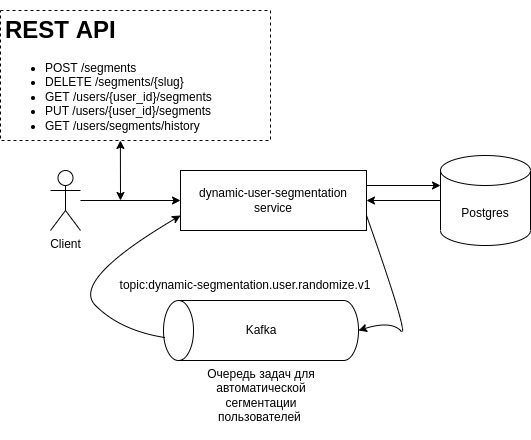 REST API
• POST /segments
• DELETE /segments/{slug}
• GET /users/{user_id}/segments
• PUT /users/{user_id}/segments
• GET /users/segments/history
dynamic-user-segmentation
service
Postgres
Client
topic:dynamic-segmentation.user.randomize.v1
Kafka
Очередь задач для
автоматической
сегментации
пользователей